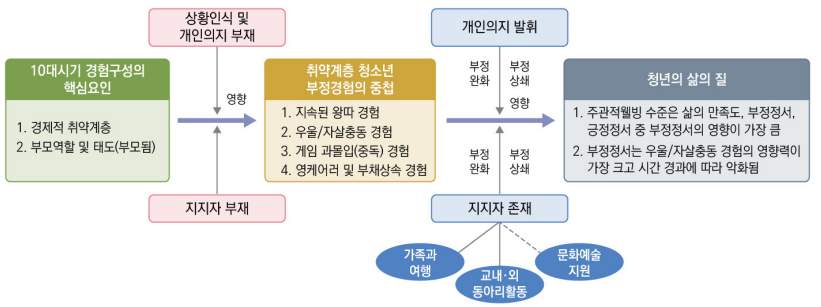 상황인식 및
개인의지 부재
개인의지 발휘
10대시기 경험구성의
핵심요인
1. 경제적 취약계층
2. 부모역할 및 태도(부모됨)
영향
취약계층 청소년
부정경험의 중첩
1. 지속된 왕따 경험
2. 우울/자살충동 경험
3. 게임 과몰입(중독) 경험
4. 영케어러 및 부채상속 경험
부정
완화
부정
상쇄
영향
부정
완화
부정
상쇄
청년의 삶의 질
1. 주관적웰빙 수준은 삶의 만족도, 부정정서,
긍정정서 중 부정정서의 영향이 가장 큼
2. 부정정서는 우울/자살충동 경험의 영향력이
가장 크고 시간 경과에 따라 악화됨
지지자 부재
지지자 존재
가족과
여행
교내·외
동아리활동
문화예술
지원